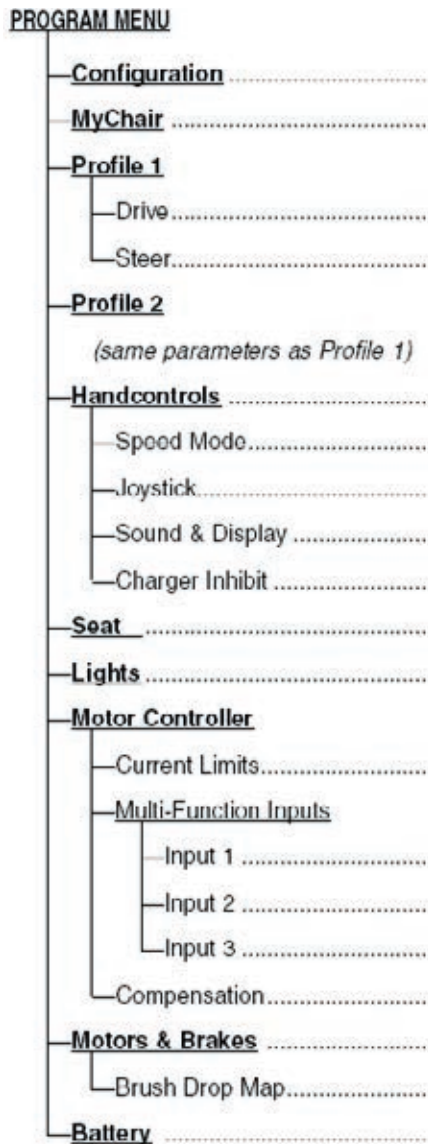 PROGRAM MENU
Configuration
MyChair
Profile 1
Drive
Steer
Profile 2
(same parameters as Profile 1)
Handcontrols
Speed Mode
Joystick
Sound & Display
Charger Inhibit
Seat
Lights
Motor Controller
Current Limits
Multi-Function Inputs
Input 1
Input 2
Input 3
Compensation
Motors & Brakes
Brush Drop Map
Battery